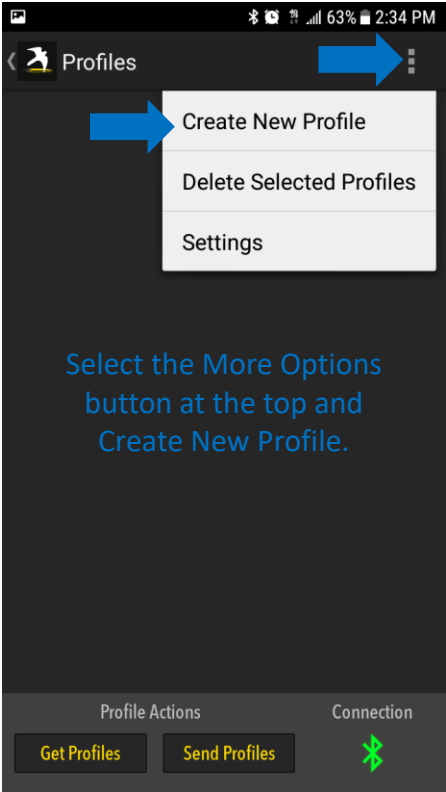 63% 2:34 PM
Profiles
Create New Profile
Delete Selected Profiles
Settings
Select the More Options
button at the top and
Create New Profile.
Profile Actions
Connection
Get Profiles
Send Profiles